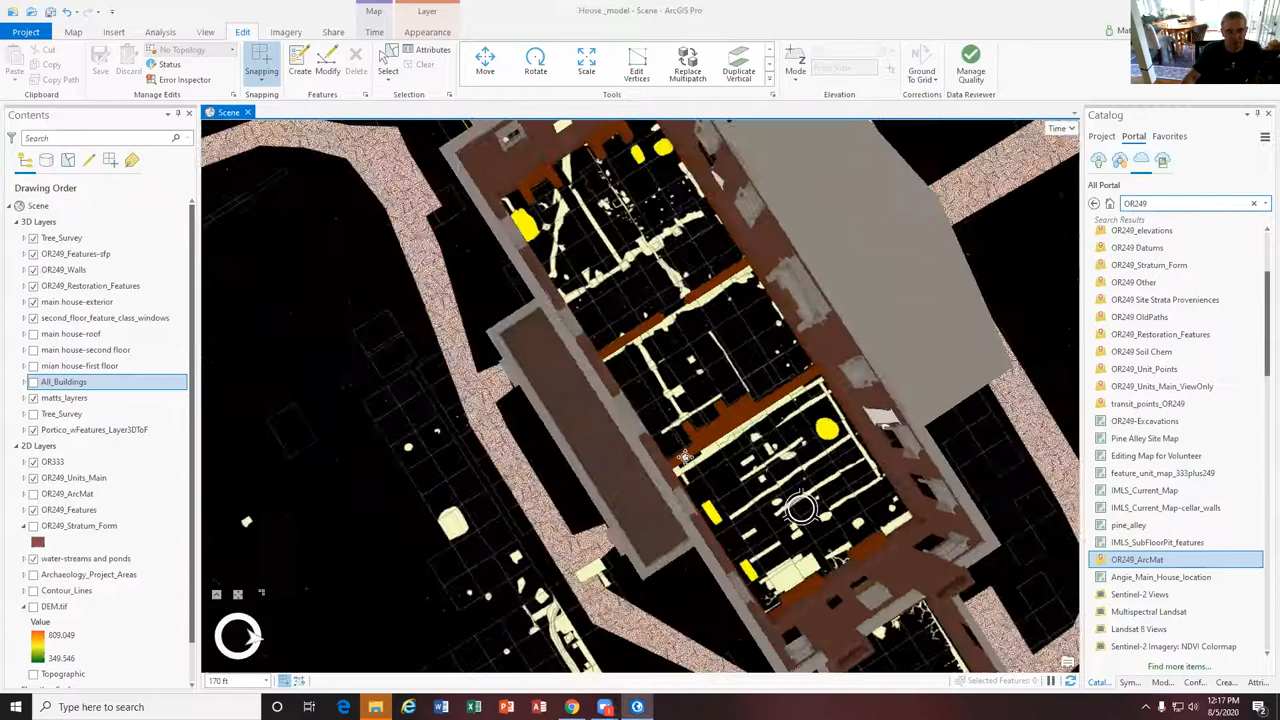 Map
Layer
House_model - Scene - ArcGIS Pro
Project
Map
Insert
Analysis
View
Edit
Imagery
Share
Time
Appearance
Paste
Cut
Copy
Copy Path
Clipboard
Save
Discard
No Topology
Status
Error Inspector
Manage Edits
Snapping
Snapping
Create
Modify
Delete
Features
Select
Attributes
Clear
Selection
Move
Rotate
Scale
Edit Vertices
Replace Multipatch
Duplicate Vertical
Tools
Mode
Elevation
Ground To Grid
Corrections
Manage Quality
Data Reviewer
Contents
Search
Drawing Order
Scene
3D Layers
Tree_Survey
OR249_Features-sfp
OR249_Walls
OR249_Restoration_Features
main house-exterior
second_floor_feature_class_windows
main house-roof
main house-second floor
mian house-first floor
All_Buildings
matts_layrers
Tree_Survey
Portico_wFeatures_Layer3DToF
2D Layers
OR333
OR249_Units_Main
OR249_ArcMat
OR249_Features
OR249_Stratum_Form
water-streams and ponds
Archaeology_Project_Areas
Contour_Lines
DEM.tif
Value
809.049
349.546
Topographic
Scene
Time
170 ft
Selected Features: 0
Catalog
Project
Portal
Favorites
All Portal
OR249
Search Results
OR249_elevations
OR249 Datums
OR249_Stratum_Form
OR249 Other
OR249 Site Strata Proveniences
OR249 OldPaths
OR249_Restoration_Features
OR249 Soil Chem
OR249_Unit_Points
OR249_Units_Main_ViewOnly
transit_points_OR249
OR249-Excavations
Pine Alley Site Map
Editing Map for Volunteer
feature_unit_map_333plus249
IMLS_Current_Map
IMLS_Current_Map-cellar_walls
pine_alley
IMLS_SubFloorPit_features
OR249_ArcMat
Angie_Main_House_location
Sentinel-2 Views
Multispectral Landsat
Landsat 8 Views
Sentinel-2 Imagery: NDVI Colormap
Find more items...
Catal...
Sym...
Mod...
Conf...
Crea...
Attri...
Type here to search
12:17 PM
8/5/2020